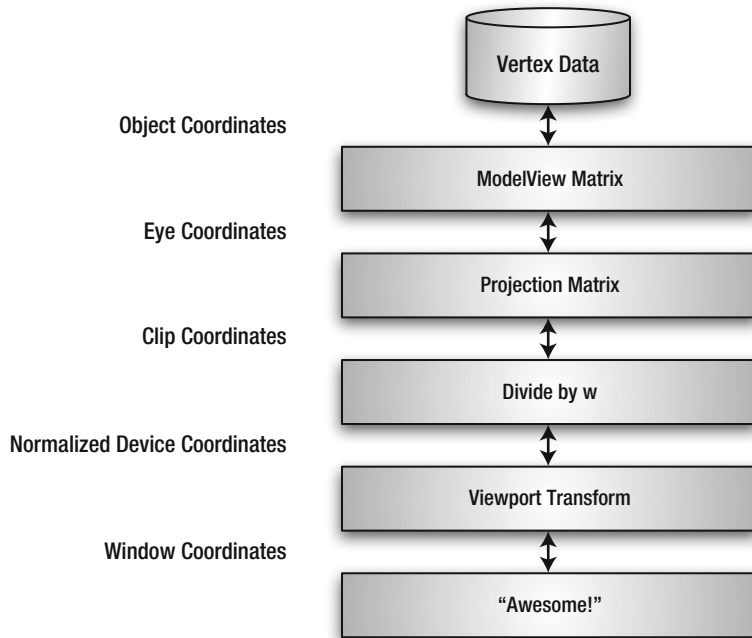 Vertex Data
Object Coordinates
ModelView Matrix
Eye Coordinates
Projection Matrix
Clip Coordinates
Divide by w
Normalized Device Coordinates
Viewport Transform
Window Coordinates
“Awesome!”